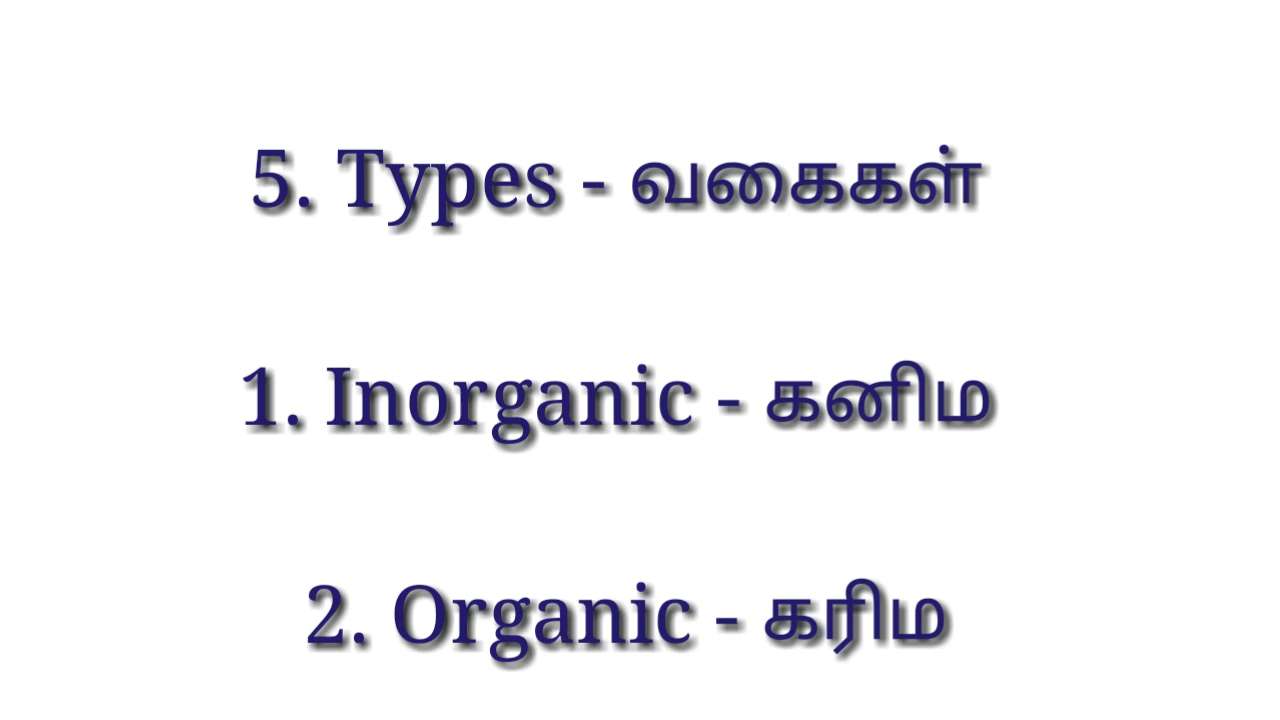 5. Types - வகைகள்
1. Inorganic - கனிம
2. Organic - கரிம